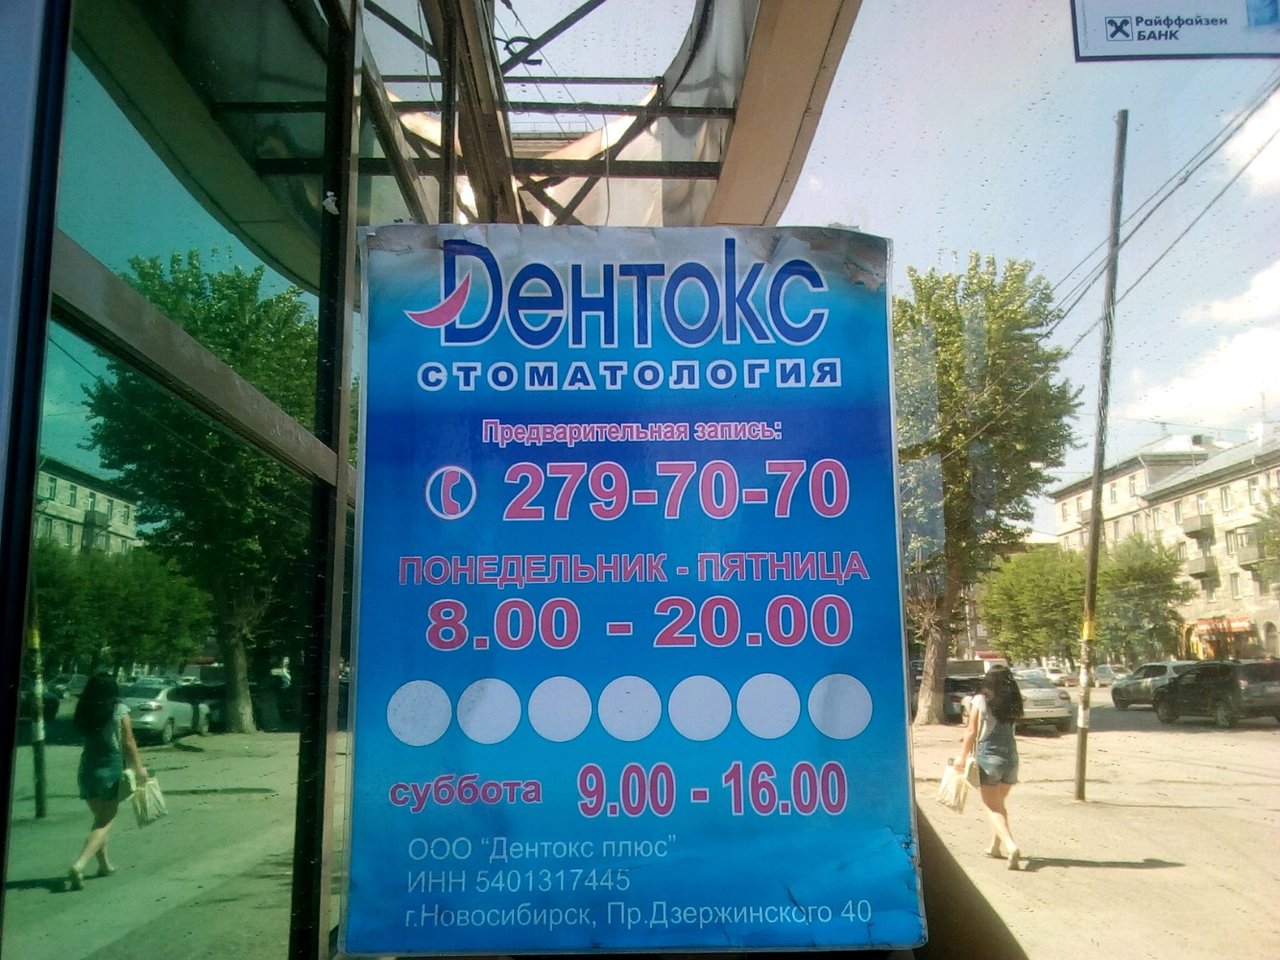 Райффайзен
БАНК
Дентокс
СТОМАТОЛОГИЯ
Предварительная запись:
279-70-70
ПОНЕДЕЛЬНИК - ПЯТНИЦА
8.00 - 20.00
суббота 9.00 - 16.00
ООО “Дентокс плюс”
ИНН 5401317445
г.Новосибирск, Пр.Дзержинского 40